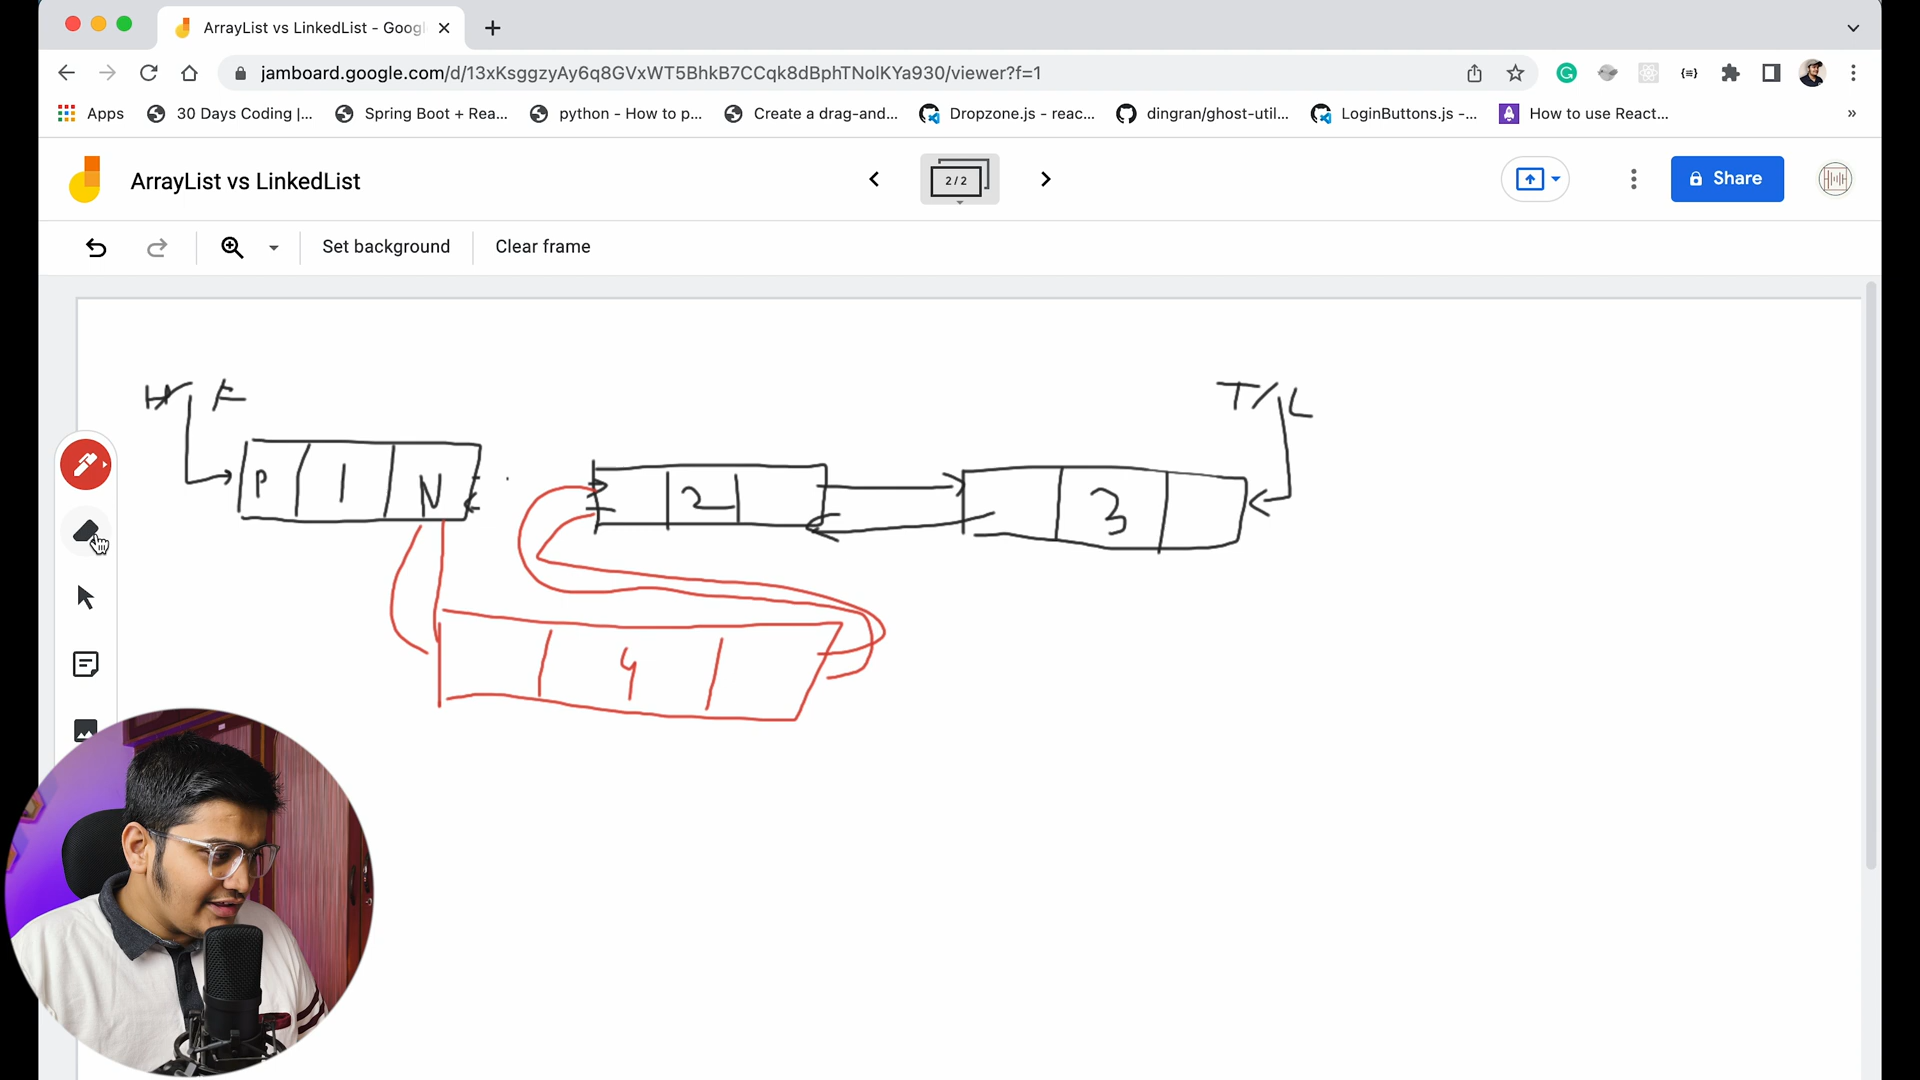 ArrayList vs LinkedList - Googl
jamboard.google.com/d/13xKsggzyAy6q8GVxWT5BhkB7CCqk8dBphTNolKYa930/viewer?f=1
Apps
30 Days Coding |...
Spring Boot + Rea...
python - How to p...
Create a drag-and...
Dropzone.js - reac...
dingran/ghost-util...
LoginButtons.js -...
How to use React...
»
ArrayList vs LinkedList
2 / 2
Share
Set background
Clear frame
H/ F
T/L
P 1 N
2
3
4